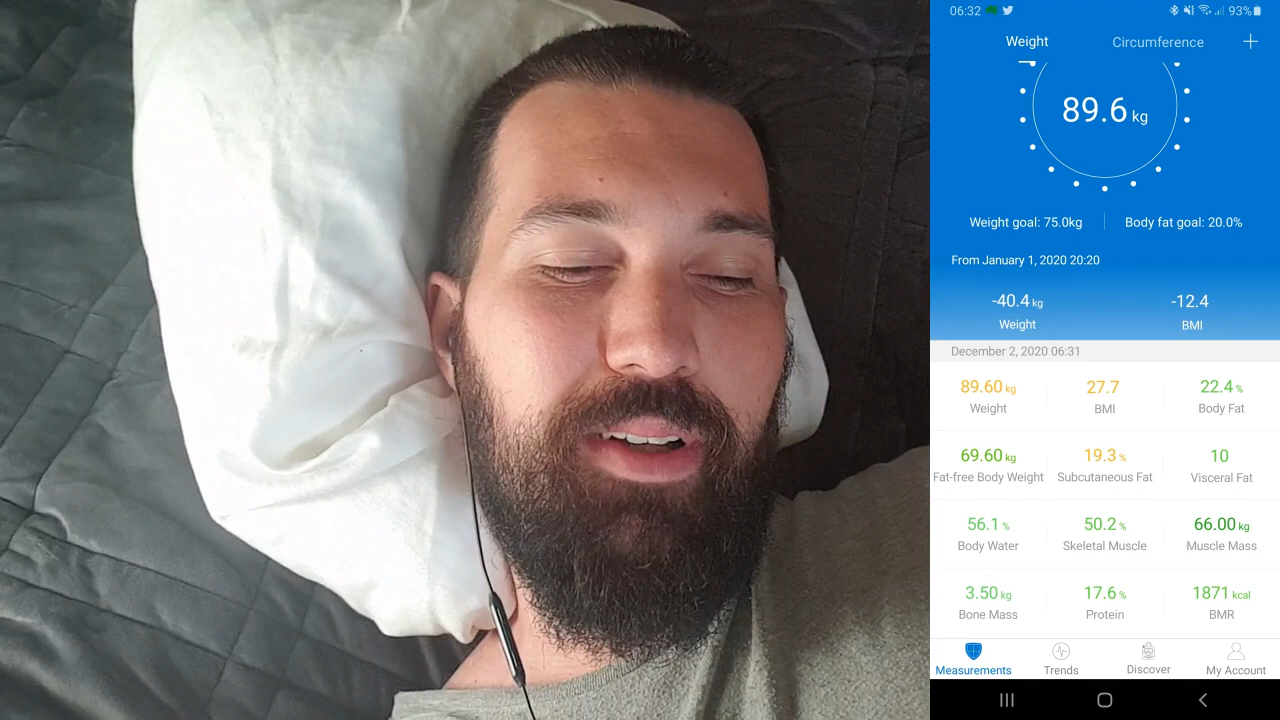 06:32 93%
Weight Circumference +
89.6 kg
Weight goal: 75.0kg Body fat goal: 20.0%
From January 1, 2020 20:20
-40.4 kg -12.4
Weight BMI
December 2, 2020 06:31
89.60 kg 27.7 22.4 %
Weight BMI Body Fat
69.60 kg 19.3 % 10
Fat-free Body Weight Subcutaneous Fat Visceral Fat
56.1 % 50.2 % 66.00 kg
Body Water Skeletal Muscle Muscle Mass
3.50 kg 17.6 % 1871 kcal
Bone Mass Protein BMR
Measurements Trends Discover My Account